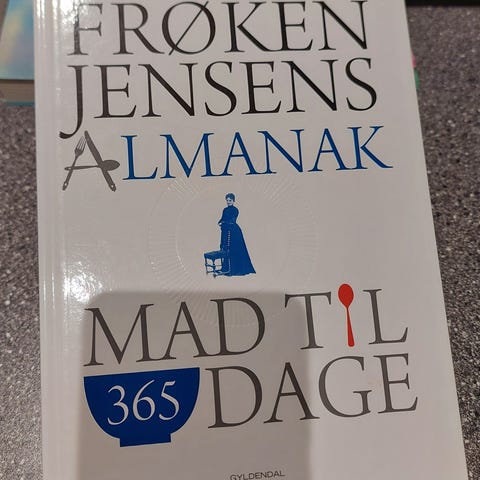 FRØKEN
JENSENS
ALMANAK
MAD TIL
365 DAGE
GYLDENDAL